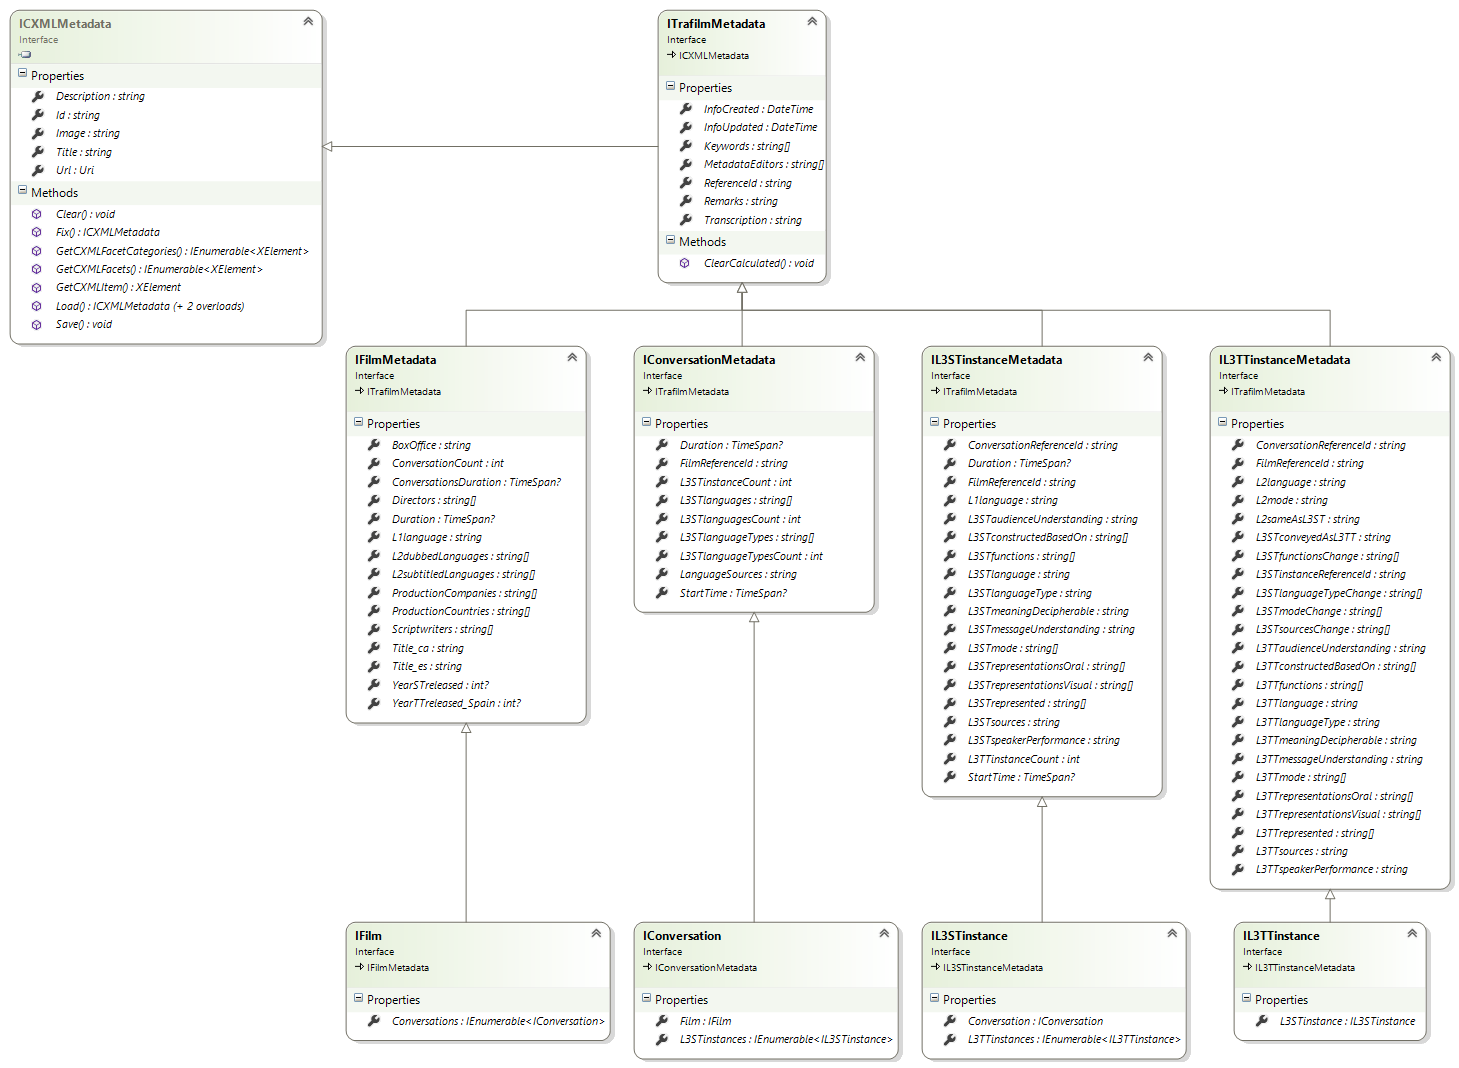 ICXMLMetadata
Interface
Properties
Description : string
Id : string
Image : string
Title : string
Url : Uri
Methods
Clear() : void
Fix() : ICXMLMetadata
GetCXMLFacetCategories() : IEnumerable<XElement>
GetCXMLFacets() : IEnumerable<XElement>
GetCXMLItem() : XElement
Load() : ICXMLMetadata (+ 2 overloads)
Save() : void
ITrafilmMetadata
Interface
ICXMLMetadata
Properties
InfoCreated : DateTime
InfoUpdated : DateTime
Keywords : string[]
MetadataEditors : string[]
ReferenceId : string
Remarks : string
Transcription : string
Methods
ClearCalculated() : void
IFilmMetadata
Interface
ITrafilmMetadata
Properties
BoxOffice : string
ConversationCount : int
ConversationsDuration : TimeSpan?
Directors : string[]
Duration : TimeSpan?
L1language : string
L2dubbedLanguages : string[]
L2subtitledLanguages : string[]
ProductionCompanies : string[]
ProductionCountries : string[]
Scriptwriters : string[]
Title_ca : string
Title_es : string
YearSTreleased : int?
YearTTreleased_Spain : int?
IConversationMetadata
Interface
ITrafilmMetadata
Properties
Duration : TimeSpan?
FilmReferenceId : string
L3STinstanceCount : int
L3STlanguages : string[]
L3STlanguagesCount : int
L3STlanguageTypes : string[]
L3STlanguageTypesCount : int
LanguageSources : string
StartTime : TimeSpan?
IL3STinstanceMetadata
Interface
ITrafilmMetadata
Properties
ConversationReferenceId : string
Duration : TimeSpan?
FilmReferenceId : string
L1language : string
L3STaudienceUnderstanding : string
L3STconstructedBasedOn : string[]
L3STfunctions : string[]
L3STlanguage : string
L3STlanguageType : string
L3STmeaningDecipherable : string
L3STmessageUnderstanding : string
L3STmode : string[]
L3STrepresentationsOral : string[]
L3STrepresentationsVisual : string[]
L3STrepresented : string[]
L3STsources : string
L3STspeakerPerformance : string
L3TTinstanceCount : int
StartTime : TimeSpan?
IL3TTinstanceMetadata
Interface
ITrafilmMetadata
Properties
ConversationReferenceId : string
FilmReferenceId : string
L2language : string
L2mode : string
L2sameAsL3ST : string
L3STconveyedAsL3TT : string
L3STfunctionsChange : string[]
L3STinstanceReferenceId : string
L3STlanguageTypeChange : string[]
L3STmodeChange : string[]
L3STsourcesChange : string[]
L3TTaudienceUnderstanding : string
L3TTconstructedBasedOn : string[]
L3TTfunctions : string[]
L3TTlanguage : string
L3TTlanguageType : string
L3TTmeaningDecipherable : string
L3TTmessageUnderstanding : string
L3TTmode : string[]
L3TTrepresentationsOral : string[]
L3TTrepresentationsVisual : string[]
L3TTrepresented : string[]
L3TTsources : string
L3TTspeakerPerformance : string
IFilm
Interface
IFilmMetadata
Properties
Conversations : IEnumerable<IConversation>
IConversation
Interface
IConversationMetadata
Properties
Film : IFilm
L3STinstances : IEnumerable<IL3STinstance>
IL3STinstance
Interface
IL3STinstanceMetadata
Properties
Conversation : IConversation
L3TTinstances : IEnumerable<IL3TTinstance>
IL3TTinstance
Interface
IL3TTinstanceMetadata
Properties
L3STinstance : IL3STinstance